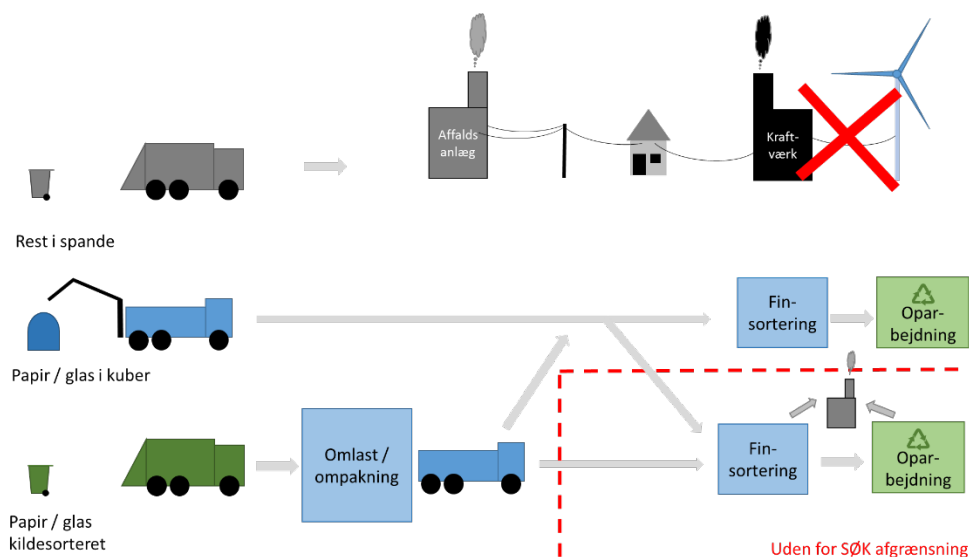 Affalds
anlæg
Kraft-
værk
Rest i spande
Fin-
sortering
Opar-
bejdning
Papir / glas i kuber
Omlast /
ompakning
Fin-
sortering
Opar-
bejdning
Papir / glas
kildesorteret
Uden for SØK afgrænsning